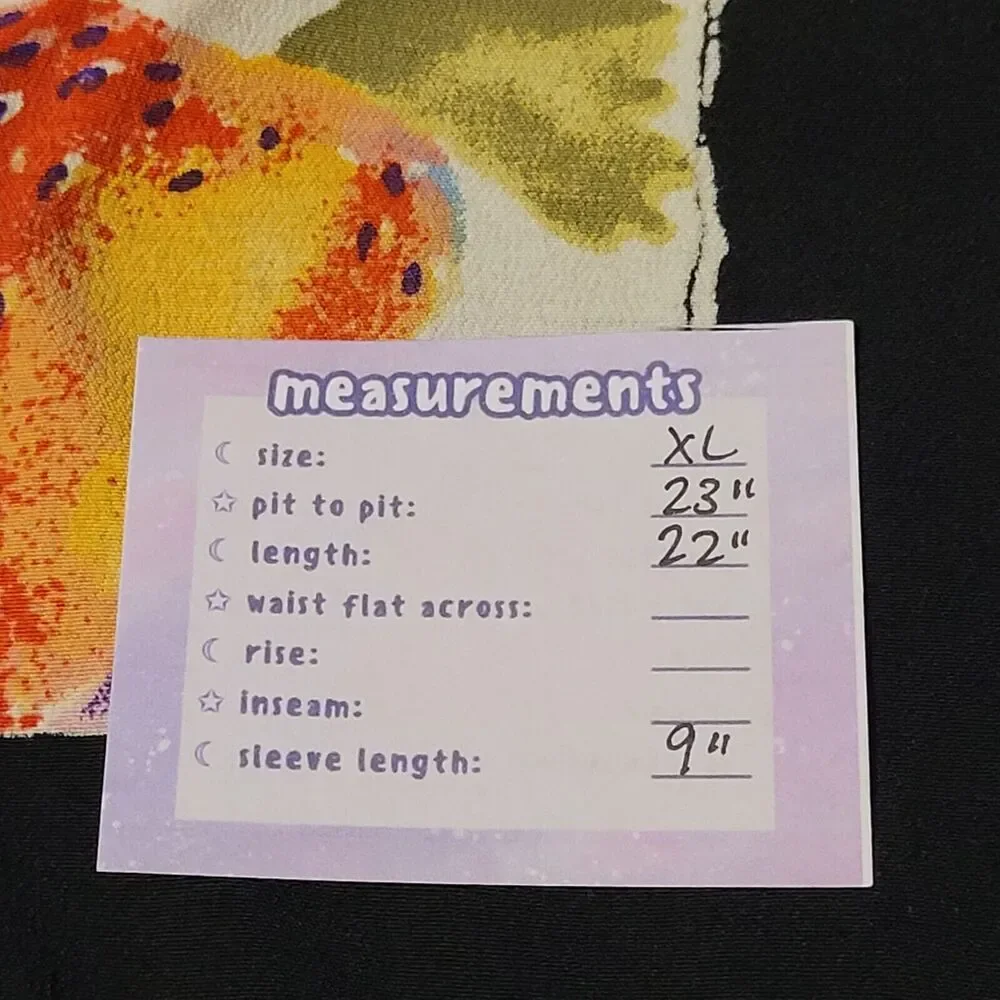 measurements
size: XL
pit to pit: 23"
length: 22"
waist flat across:
rise:
inseam:
sleeve length: 9"